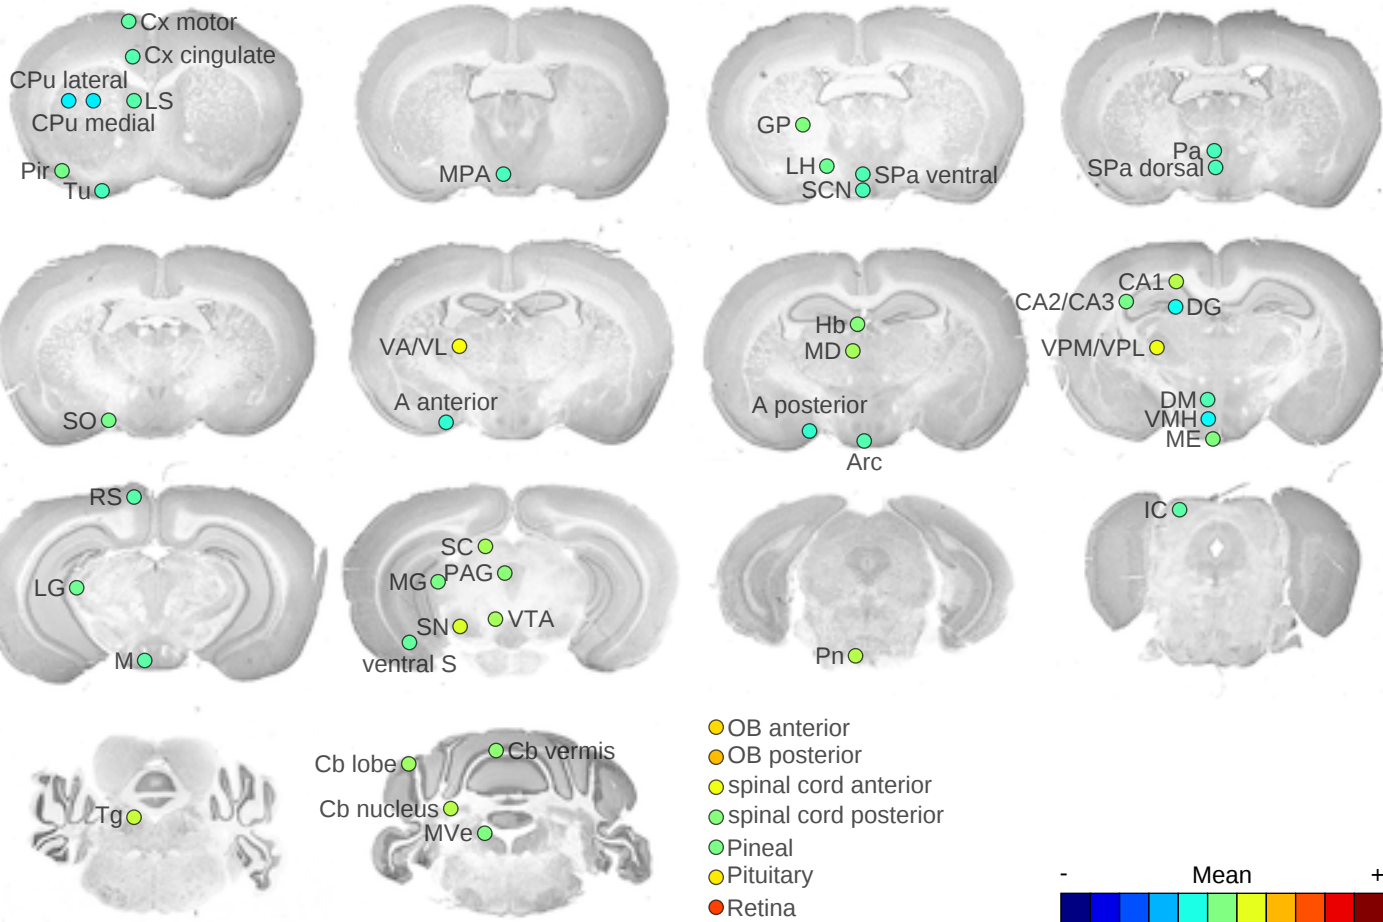 Cx motor
Cx cingulate
CPu lateral
LS
CPu medial
Pir
Tu
MPA
GP
LH
SPa ventral
SCN
Pa
SPa dorsal
SO
VA/VL
A anterior
Hb
MD
A posterior
Arc
CA1
CA2/CA3
DG
VPM/VPL
DM
VMH
ME
RS
LG
M
SC
PAG
MG
VTA
SN
ventral S
Pn
IC
Tg
Cb vermis
Cb lobe
Cb nucleus
MVe
OB anterior
OB posterior
spinal cord anterior
spinal cord posterior
Pineal
Pituitary
Retina
- Mean +